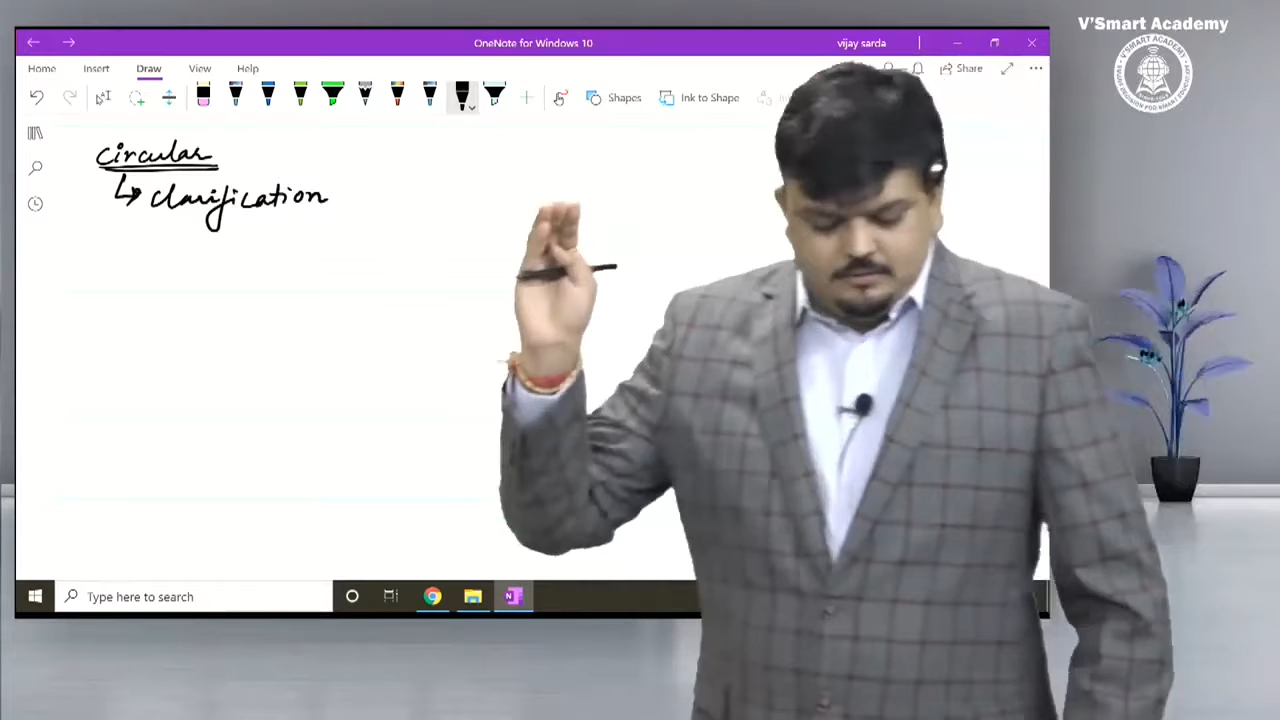 V'Smart Academy
OneNote for Windows 10
vijay sarda
Home Insert Draw View Help
Share
Shapes
Ink to Shape
circular
↳ clarification
Type here to search